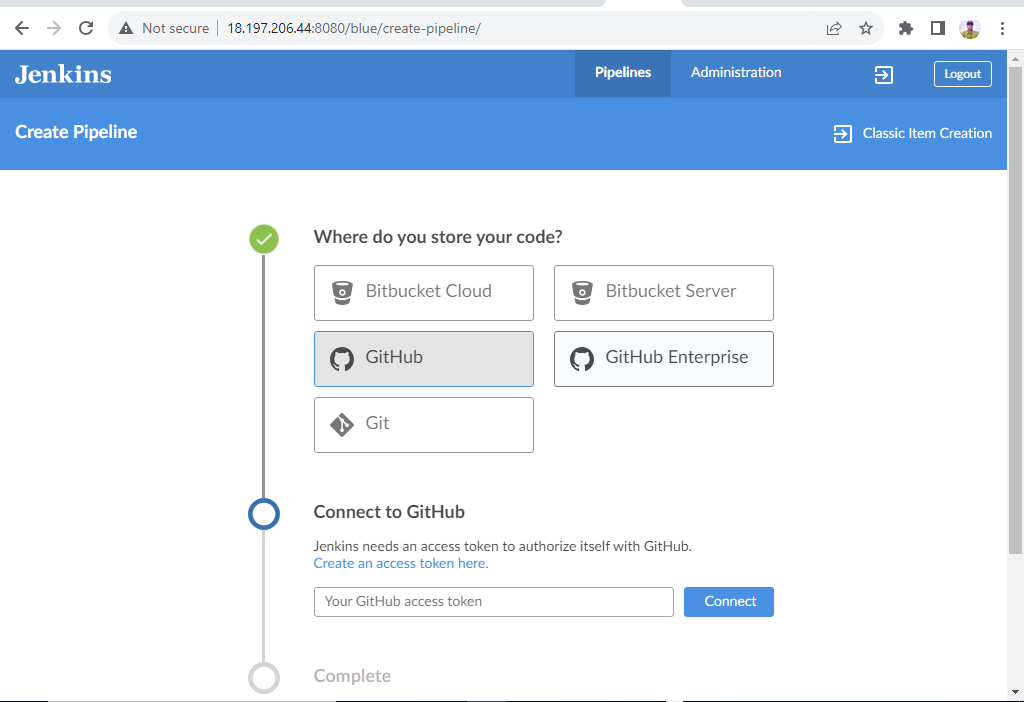 Not secure
18.197.206.44:8080/blue/create-pipeline/
Jenkins
Pipelines
Administration
Logout
Create Pipeline
Classic Item Creation
Where do you store your code?
Bitbucket Cloud
Bitbucket Server
GitHub
GitHub Enterprise
Git
Connect to GitHub
Jenkins needs an access token to authorize itself with GitHub.
Create an access token here.
Your GitHub access token
Connect
Complete